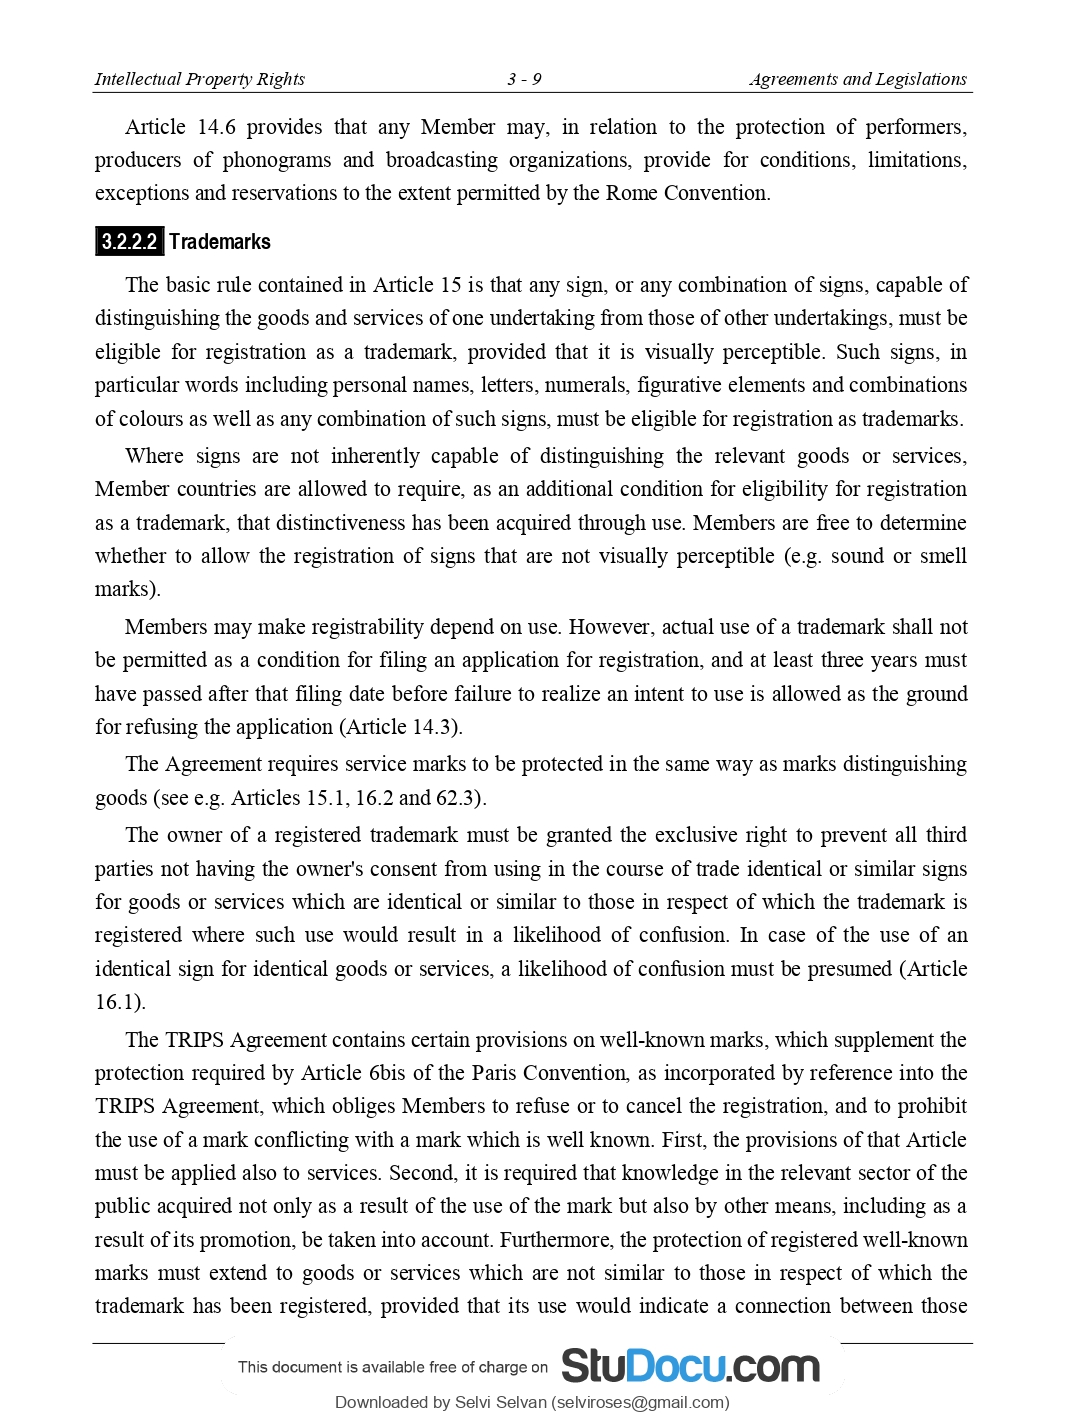 Intellectual Property Rights 3 - 9 Agreements and Legislations
Article 14.6 provides that any Member may, in relation to the protection of performers,
producers of phonograms and broadcasting organizations, provide for conditions, limitations,
exceptions and reservations to the extent permitted by the Rome Convention.
3.2.2.2 Trademarks
The basic rule contained in Article 15 is that any sign, or any combination of signs, capable of
distinguishing the goods and services of one undertaking from those of other undertakings, must be
eligible for registration as a trademark, provided that it is visually perceptible. Such signs, in
particular words including personal names, letters, numerals, figurative elements and combinations
of colours as well as any combination of such signs, must be eligible for registration as trademarks.
Where signs are not inherently capable of distinguishing the relevant goods or services,
Member countries are allowed to require, as an additional condition for eligibility for registration
as a trademark, that distinctiveness has been acquired through use. Members are free to determine
whether to allow the registration of signs that are not visually perceptible (e.g. sound or smell
marks).
Members may make registrability depend on use. However, actual use of a trademark shall not
be permitted as a condition for filing an application for registration, and at least three years must
have passed after that filing date before failure to realize an intent to use is allowed as the ground
for refusing the application (Article 14.3).
The Agreement requires service marks to be protected in the same way as marks distinguishing
goods (see e.g. Articles 15.1, 16.2 and 62.3).
The owner of a registered trademark must be granted the exclusive right to prevent all third
parties not having the owner's consent from using in the course of trade identical or similar signs
for goods or services which are identical or similar to those in respect of which the trademark is
registered where such use would result in a likelihood of confusion. In case of the use of an
identical sign for identical goods or services, a likelihood of confusion must be presumed (Article
16.1).
The TRIPS Agreement contains certain provisions on well-known marks, which supplement the
protection required by Article 6bis of the Paris Convention, as incorporated by reference into the
TRIPS Agreement, which obliges Members to refuse or to cancel the registration, and to prohibit
the use of a mark conflicting with a mark which is well known. First, the provisions of that Article
must be applied also to services. Second, it is required that knowledge in the relevant sector of the
public acquired not only as a result of the use of the mark but also by other means, including as a
result of its promotion, be taken into account. Furthermore, the protection of registered well-known
marks must extend to goods or services which are not similar to those in respect of which the
trademark has been registered, provided that its use would indicate a connection between those
This document is available free of charge on StuDocu.com
Downloaded by Selvi Selvan (selviroses@gmail.com)